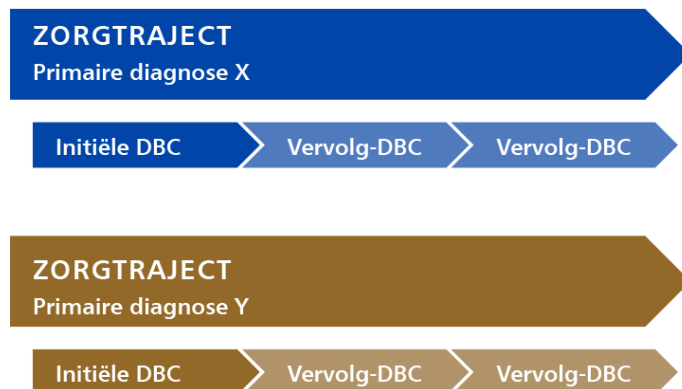 ZORGTRAJECT
Primaire diagnose X
Initiële DBC Vervolg-DBC Vervolg-DBC
ZORGTRAJECT
Primaire diagnose Y
Initiële DBC Vervolg-DBC Vervolg-DBC